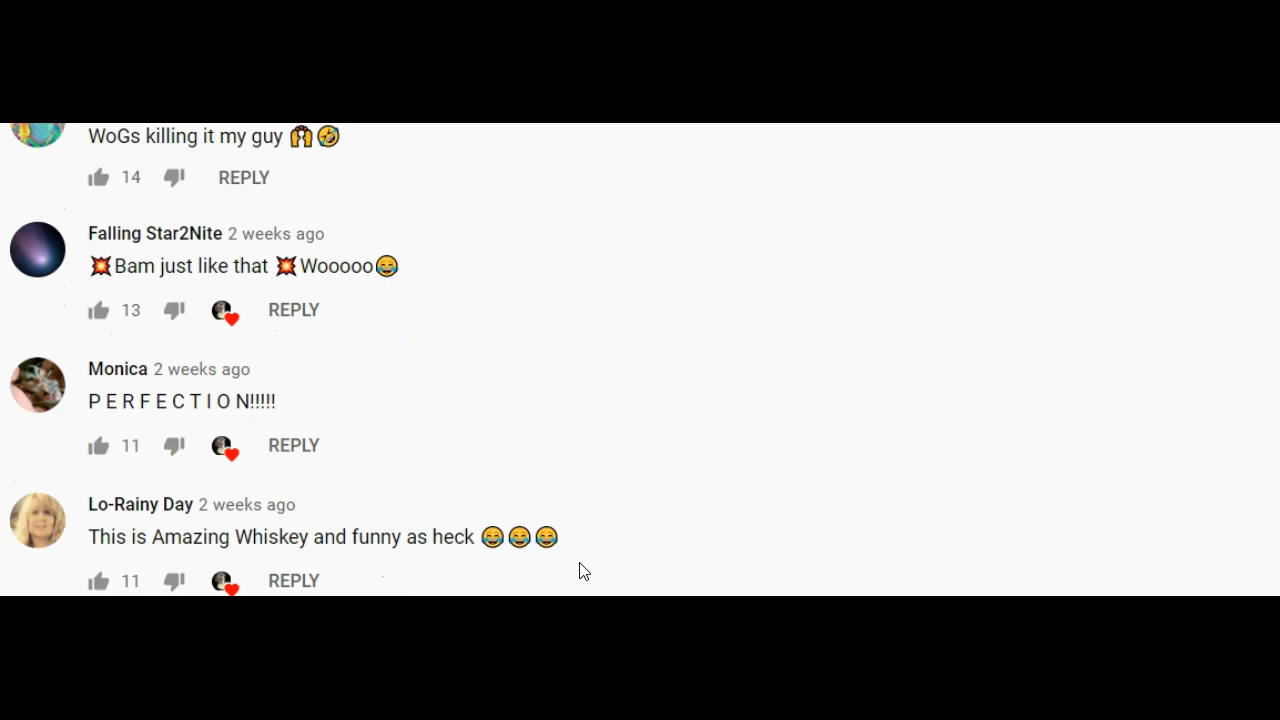 WoGs killing it my guy 🙌🤣
14 REPLY
Falling Star2Nite 2 weeks ago
💥Bam just like that 💥Wooooo😂
13 REPLY
Monica 2 weeks ago
P E R F E C T I O N!!!!!
11 REPLY
Lo-Rainy Day 2 weeks ago
This is Amazing Whiskey and funny as heck 😂😂😂
11 REPLY